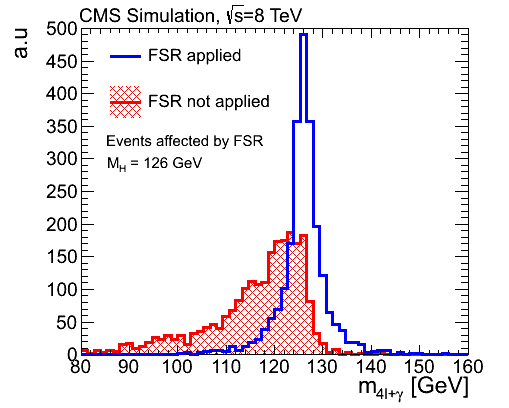 CMS Simulation, √s=8 TeV
a.u
500
450
400
350
300
250
200
150
100
50
0
FSR applied
FSR not applied
Events affected by FSR
M_H = 126 GeV
80 90 100 110 120 130 140 150 160
m_4l+γ [GeV]